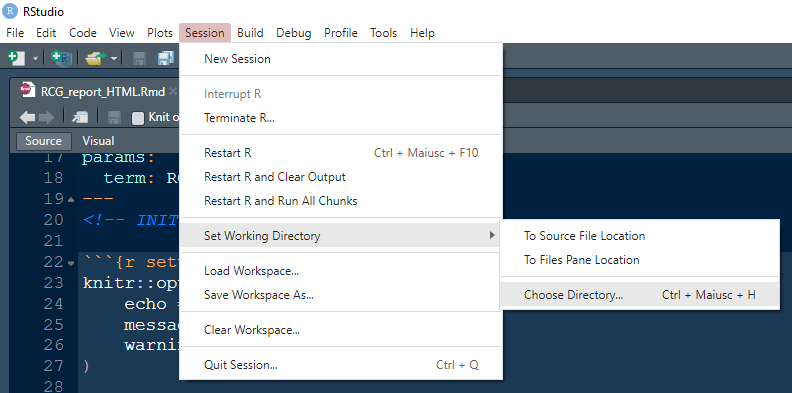 RStudio
File Edit Code View Plots Session Build Debug Profile Tools Help
New Session
RCG_report_HTML.Rmd
Interrupt R
Knit o
Terminate R...
Source Visual
Restart R Ctrl + Maiusc + F10
17 params:
Restart R and Clear Output
18 term: RC
19 ---
Restart R and Run All Chunks
20 <!-- INIT
21
Set Working Directory
To Source File Location
22 ```{r set
To Files Pane Location
23 knitr::op
Load Workspace...
24 echo =
Save Workspace As...
Choose Directory... Ctrl + Maiusc + H
25 messa
26 warnin
Clear Workspace...
27 )
Quit Session... Ctrl + Q
28